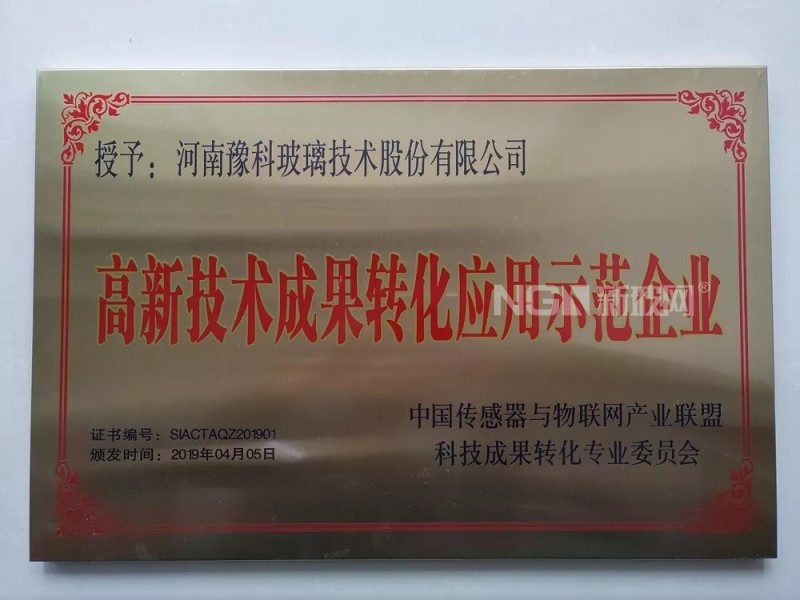 授予：河南豫科玻璃技术股份有限公司
高新技术成果转化应用示范企业
NGI 新联网®
中国传感器与物联网产业联盟
科技成果转化专业委员会
证书编号：SIACTAQZ201901
颁发时间：2019年04月05日